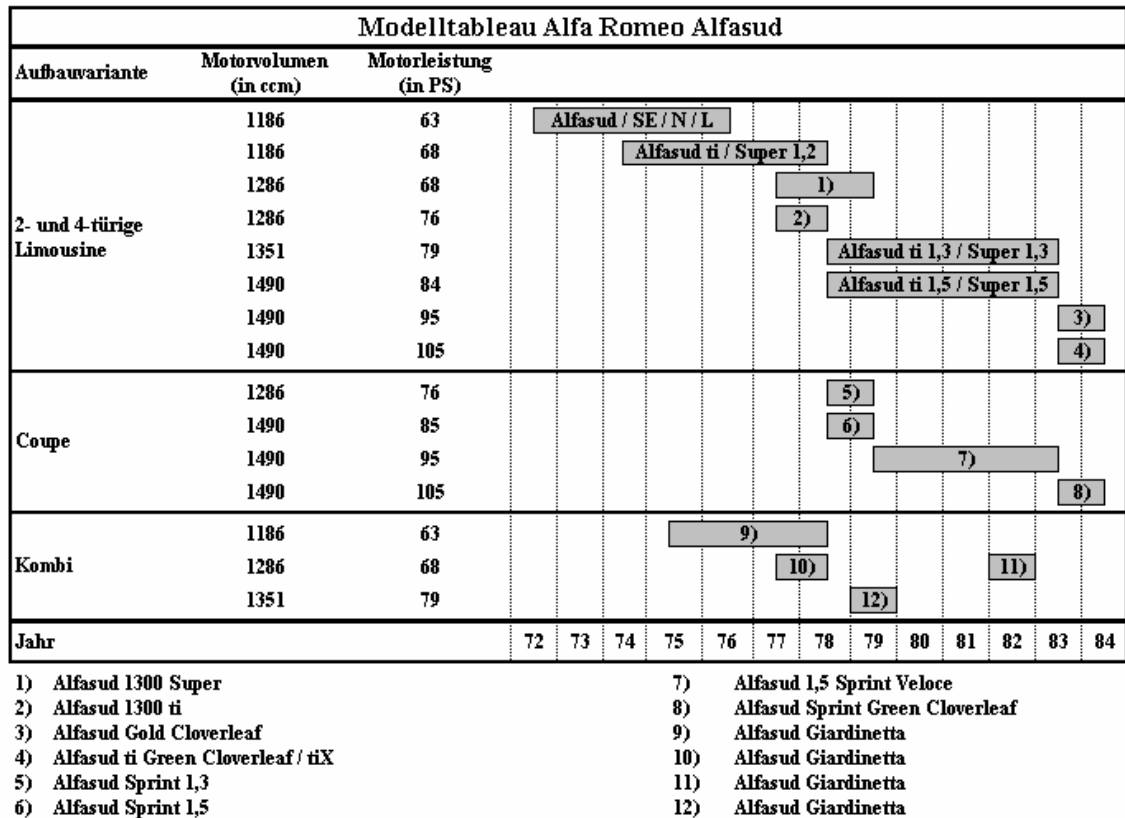 Modelltableau Alfa Romeo Alfasud
Aufbauvariante Motorvolumen (in ccm) Motorleistung (in PS)
1186 63 Alfasud / SE / N / L
1186 68 Alfasud ti / Super 1,2
1286 68 1)
2- und 4-türige Limousine
1286 76 2)
1351 79 Alfasud ti 1,3 / Super 1,3
1490 84 Alfasud ti 1,5 / Super 1,5
1490 95 3)
1490 105 4)
Coupe
1286 76 5)
1490 85 6)
1490 95 7)
1490 105 8)
Kombi
1186 63 9)
1286 68 10) 11)
1351 79 12)
Jahr 72 73 74 75 76 77 78 79 80 81 82 83 84
1) Alfasud 1300 Super
2) Alfasud 1300 ti
3) Alfasud Gold Cloverleaf
4) Alfasud ti Green Cloverleaf / tiX
5) Alfasud Sprint 1,3
6) Alfasud Sprint 1,5
7) Alfasud 1,5 Sprint Veloce
8) Alfasud Sprint Green Cloverleaf
9) Alfasud Giardinetta
10) Alfasud Giardinetta
11) Alfasud Giardinetta
12) Alfasud Giardinetta